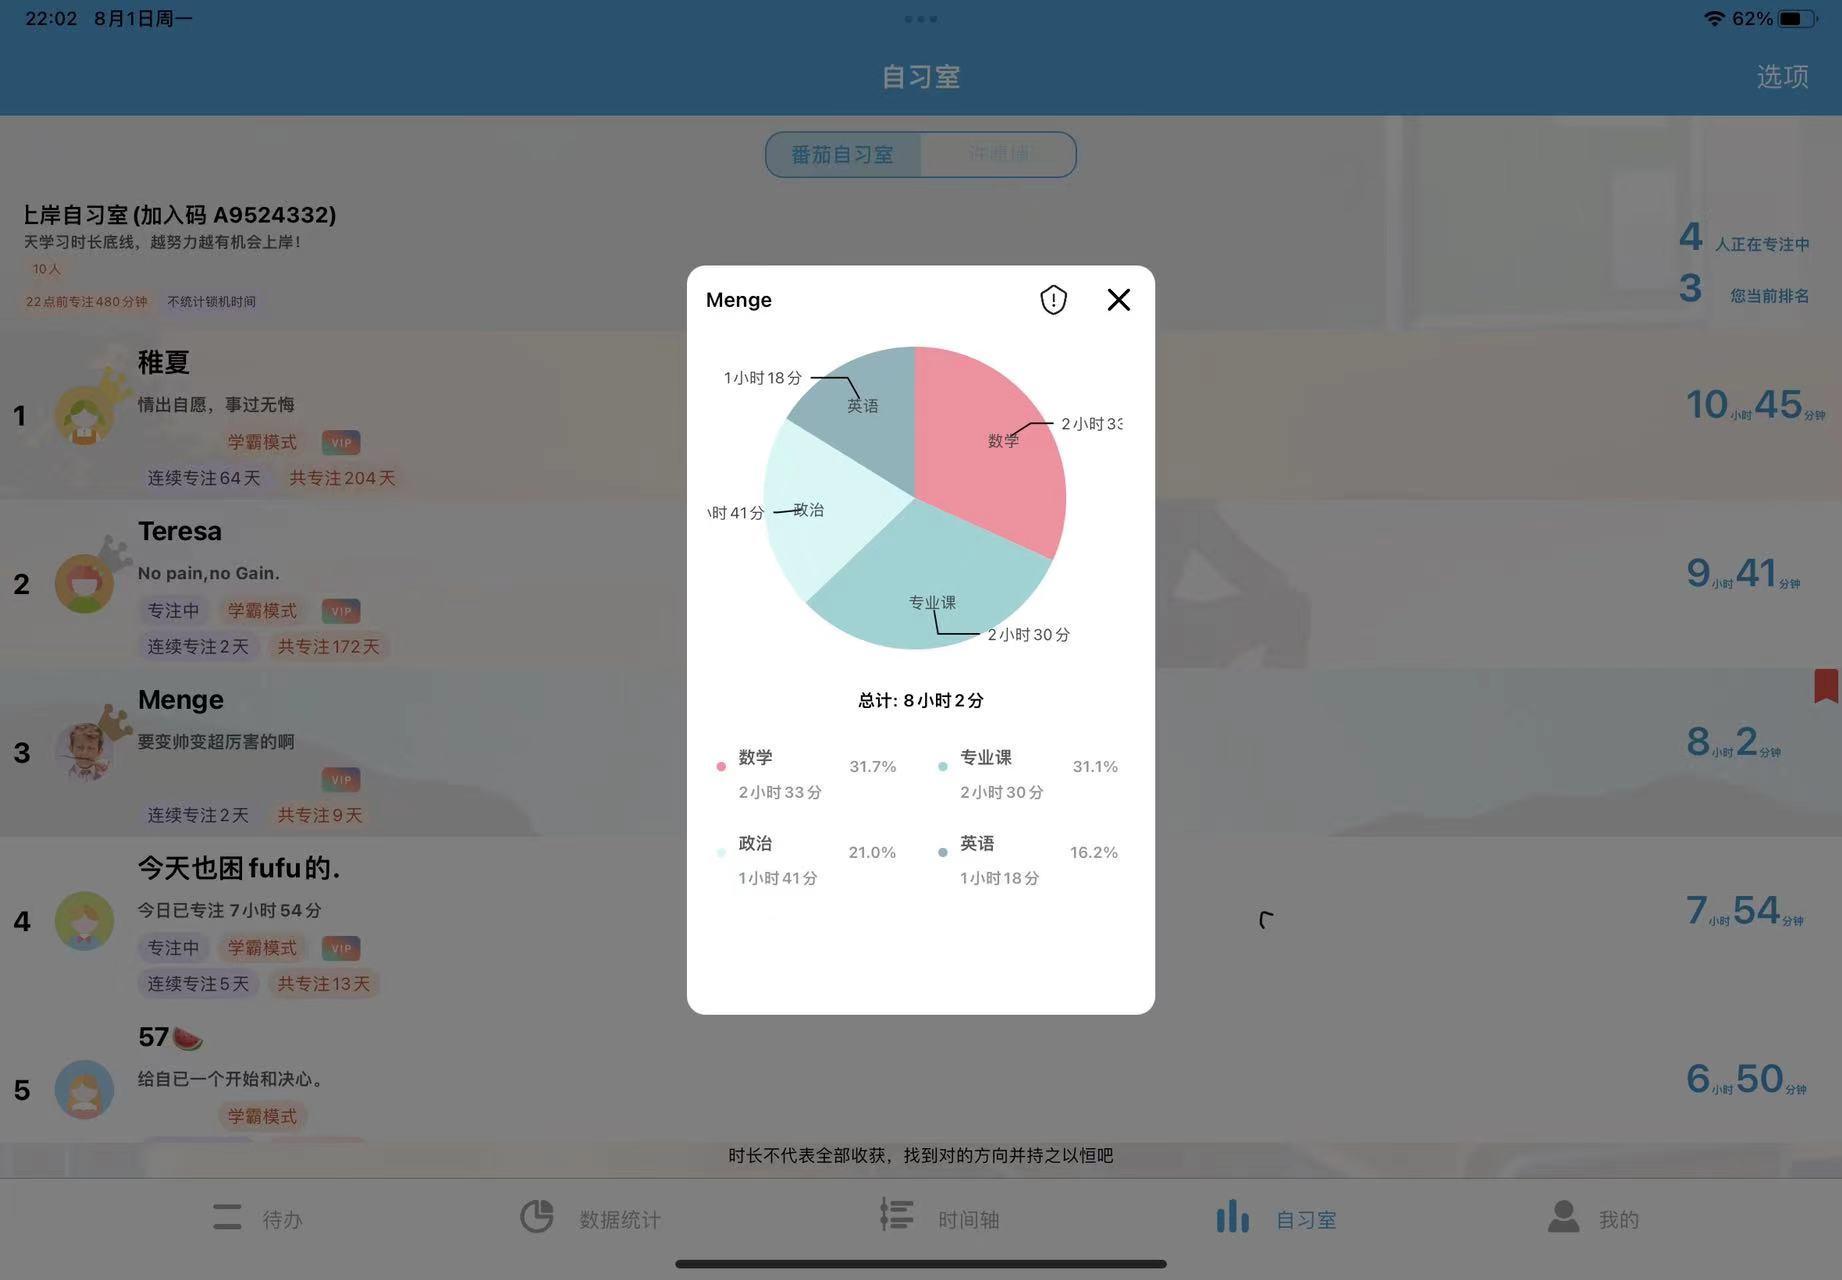 22:02 8月1日周一
62%
自习室
选项
番茄自习室
上岸自习室(加入码 A9524332)
天学习时长底线，越努力越有机会上岸！
10人
22点前专注480分钟 不统计锁机时间
4 人正在专注中
3 您当前排名
1
稚夏
情出自愿，事过无悔
学霸模式 VIP
连续专注64天 共专注204天
10小时45分钟
2
Teresa
No pain,no Gain.
专注中 学霸模式 VIP
连续专注2天 共专注172天
9小时41分钟
3
Menge
要变帅变超厉害的啊
VIP
连续专注2天 共专注9天
8小时2分钟
4
今天也困fufu的.
今日已专注 7小时54分
专注中 学霸模式 VIP
连续专注5天 共专注13天
7小时54分钟
5
57🍉
给自已一个开始和决心。
学霸模式
6小时50分钟
Menge
1小时18分
英语
数学
2小时33
小时41分
政治
专业课
2小时30分
总计: 8小时2分
数学 31.7%
2小时33分
专业课 31.1%
2小时30分
政治 21.0%
1小时41分
英语 16.2%
1小时18分
时长不代表全部收获，找到对的方向并持之以恒吧
待办
数据统计
时间轴
自习室
我的